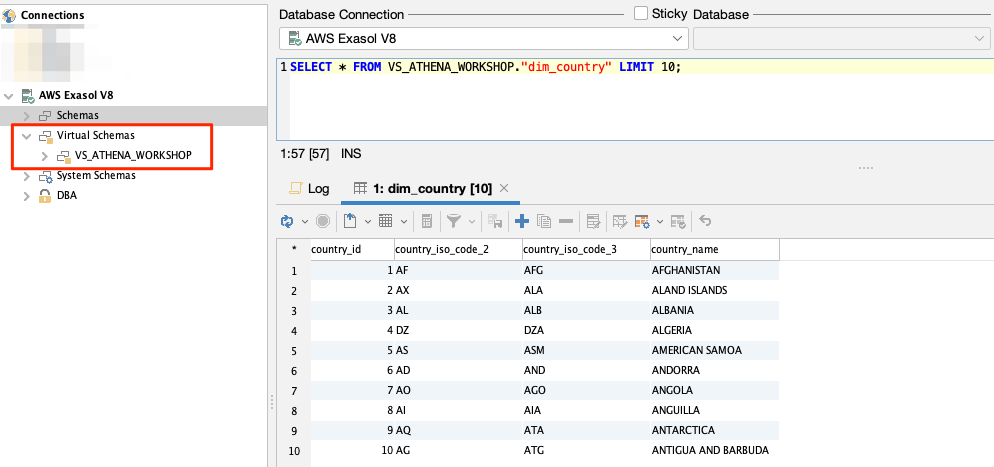 Connections
AWS Exasol V8
Schemas
Virtual Schemas
VS_ATHENA_WORKSHOP
System Schemas
DBA
Database Connection Sticky Database
AWS Exasol V8
1 SELECT * FROM VS_ATHENA_WORKSHOP."dim_country" LIMIT 10;
1:57 [57] INS
Log 1: dim_country [10]
* country_id country_iso_code_2 country_iso_code_3 country_name
1 1 AF AFG AFGHANISTAN
2 2 AX ALA ALAND ISLANDS
3 3 AL ALB ALBANIA
4 4 DZ DZA ALGERIA
5 5 AS ASM AMERICAN SAMOA
6 6 AD AND ANDORRA
7 7 AO AGO ANGOLA
8 8 AI AIA ANGUILLA
9 9 AQ ATA ANTARCTICA
10 10 AG ATG ANTIGUA AND BARBUDA